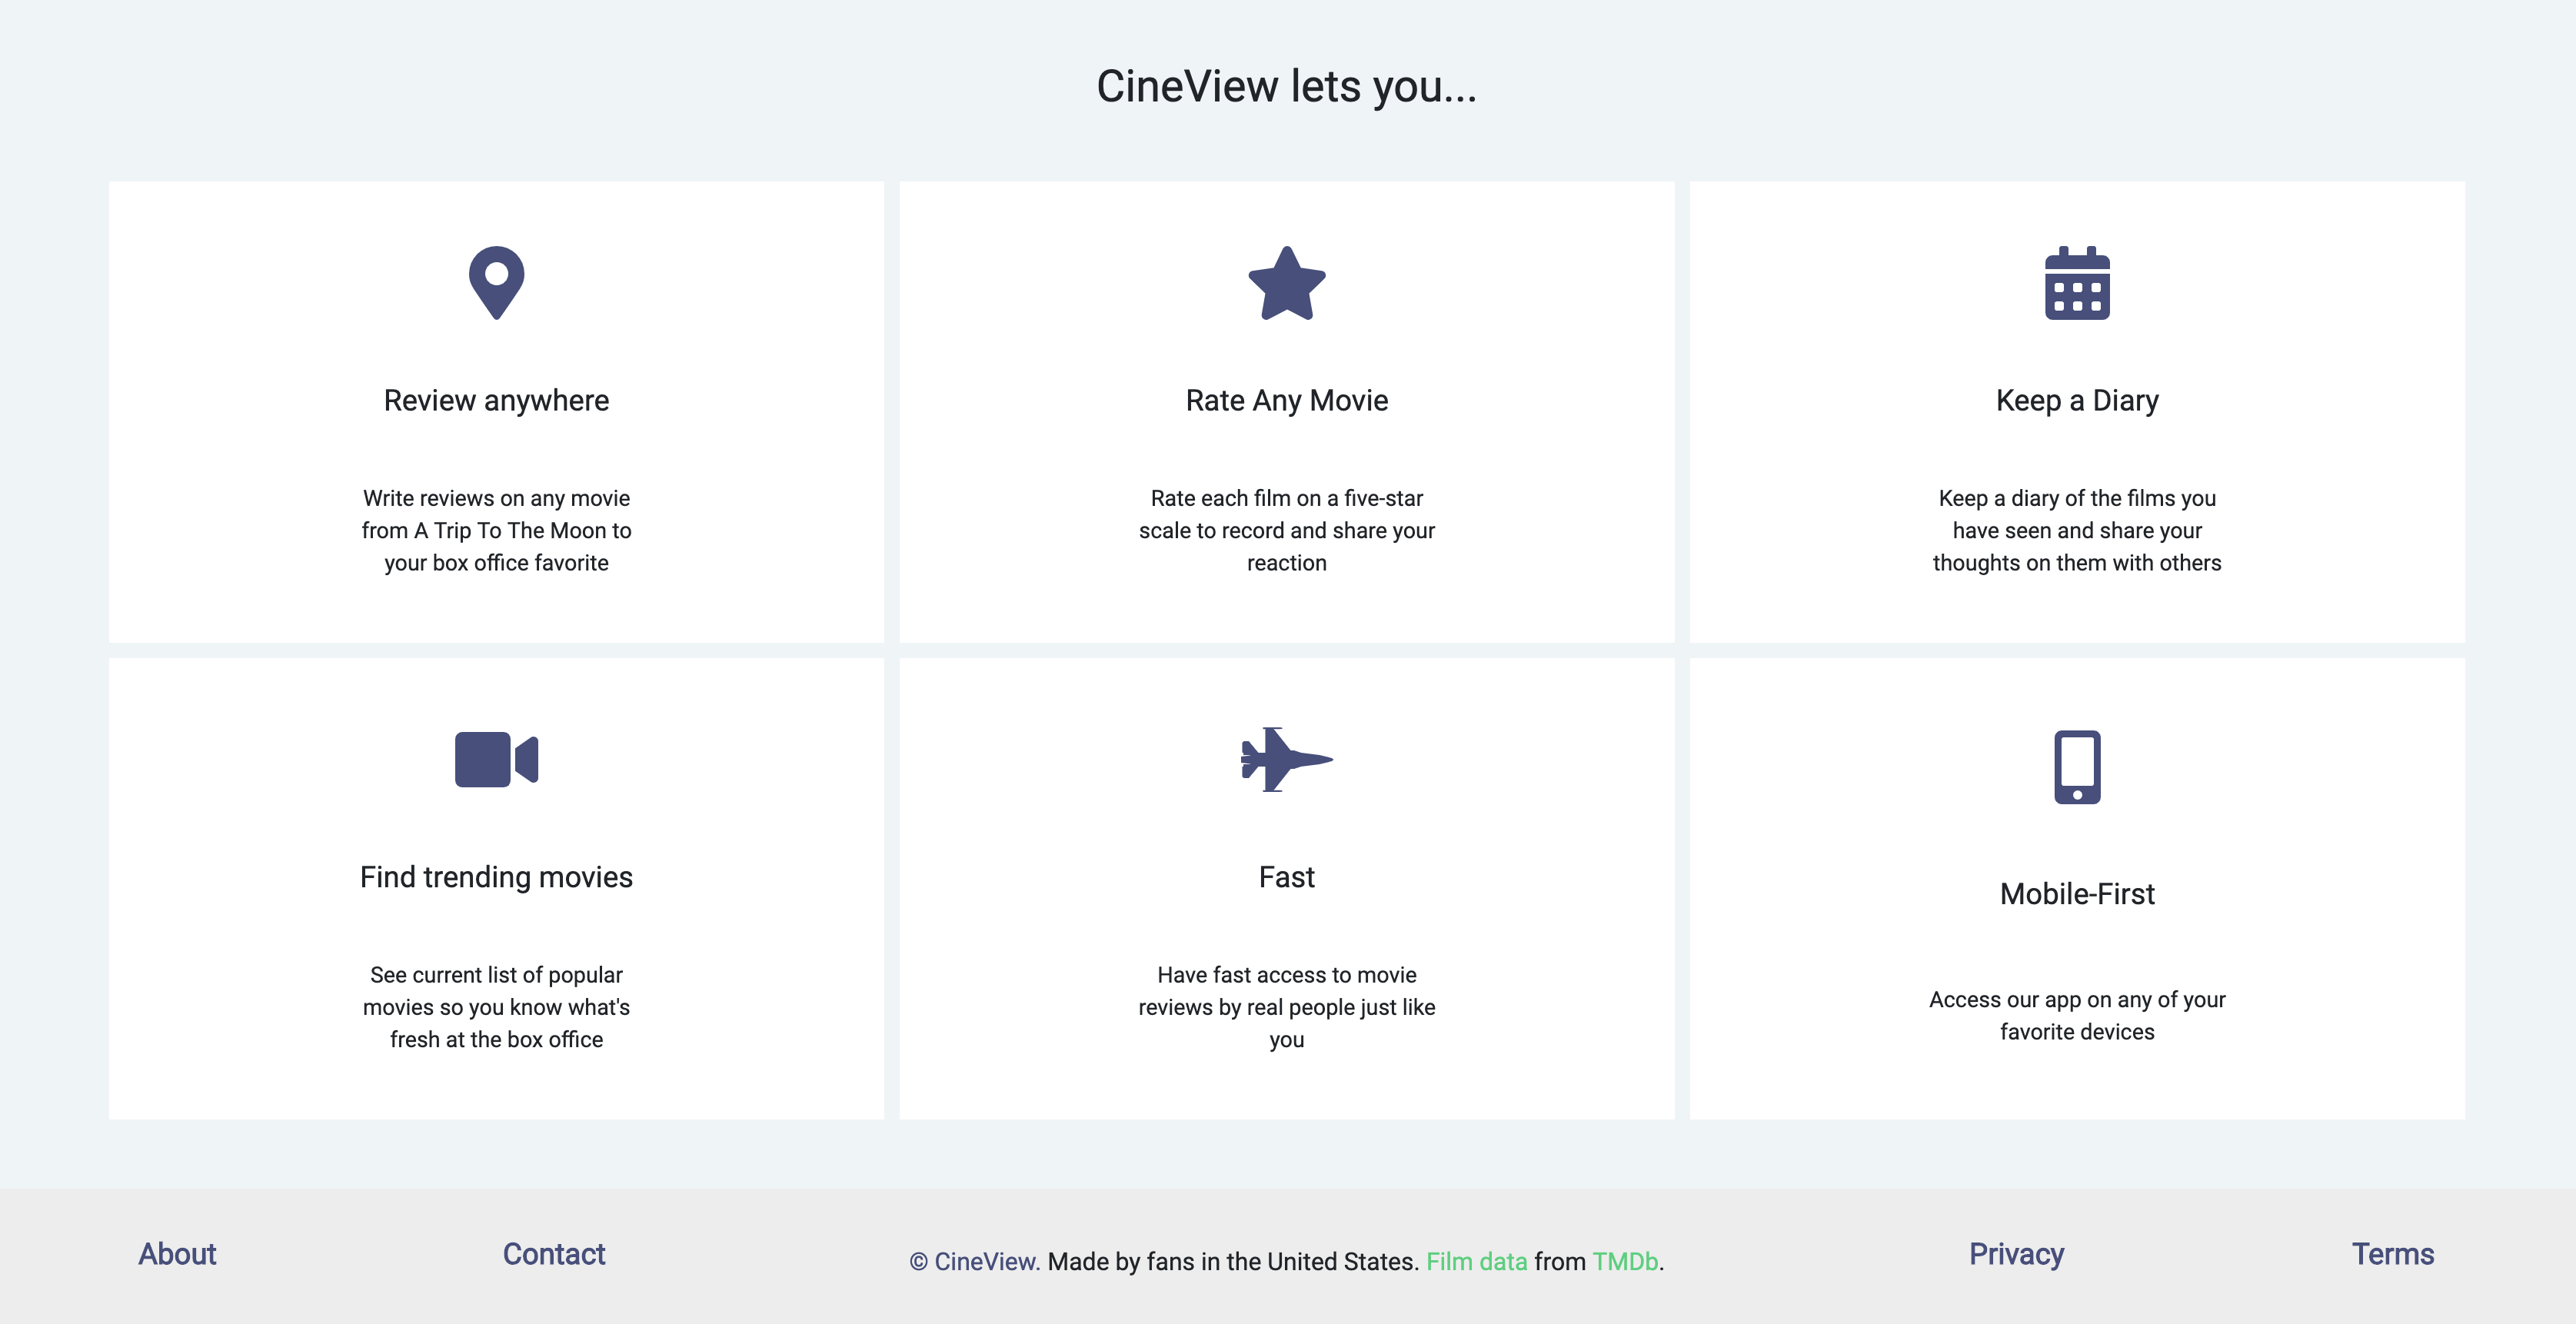 CineView lets you...
Review anywhere
Write reviews on any movie
from A Trip To The Moon to
your box office favorite
Rate Any Movie
Rate each film on a five-star
scale to record and share your
reaction
Keep a Diary
Keep a diary of the films you
have seen and share your
thoughts on them with others
Find trending movies
See current list of popular
movies so you know what's
fresh at the box office
Fast
Have fast access to movie
reviews by real people just like
you
Mobile-First
Access our app on any of your
favorite devices
About
Contact
© CineView. Made by fans in the United States. Film data from TMDb.
Privacy
Terms